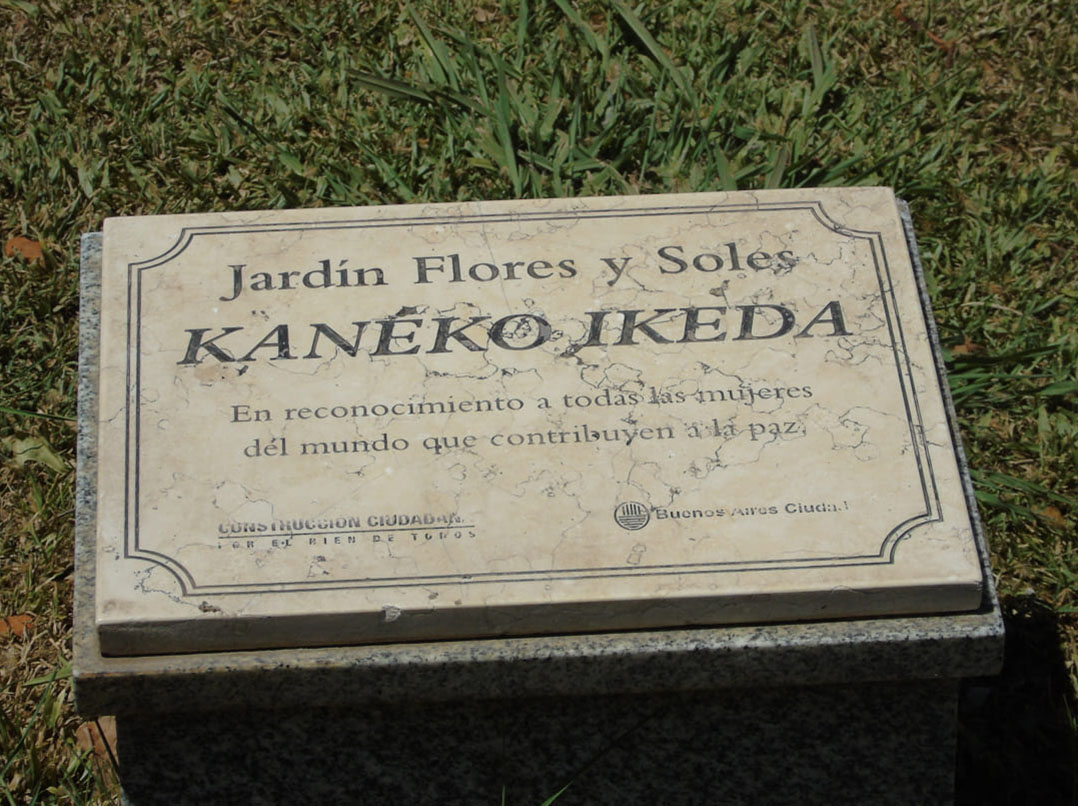 Jardín Flores y Soles
KANEKO IKEDA
En reconocimiento a todas las mujeres
del mundo que contribuyen a la paz.
CONSTRUCCION CIUDADANA
POR EL BIEN DE TODOS
Buenos Aires Ciudad